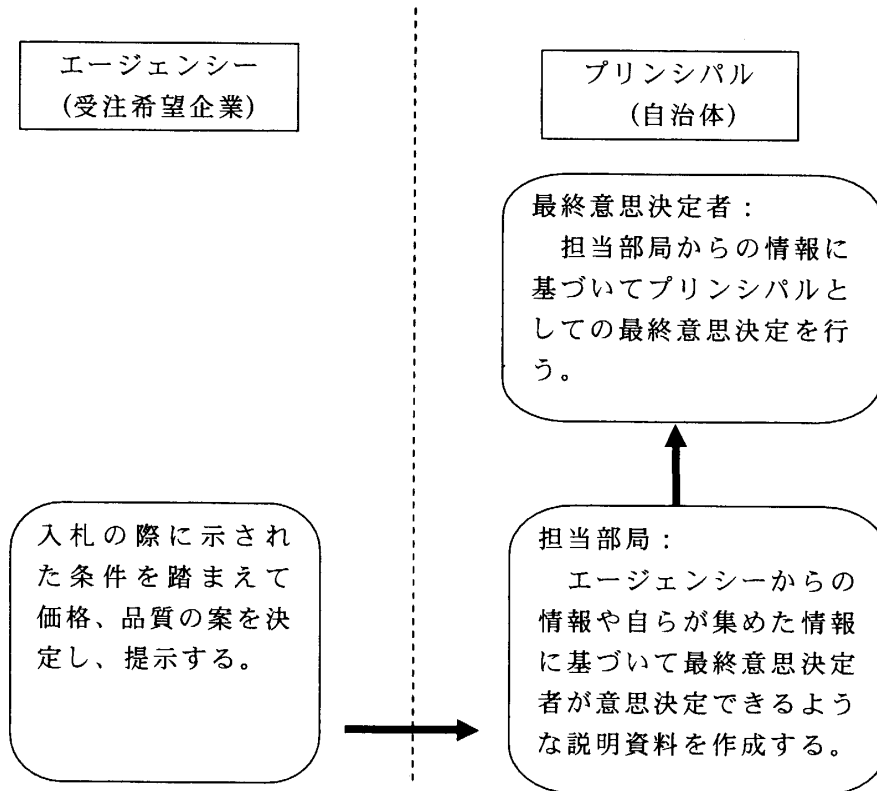 エージェンシー
(受注希望企業)
プリンシパル
(自治体)
最終意思決定者：
担当部局からの情報に
基づいてプリンシパルと
しての最終意思決定を行
う。
入札の際に示され
た条件を踏まえて
価格、品質の案を決
定し、提示する。
担当部局：
エージェンシーからの
情報や自らが集めた情報
に基づいて最終意思決定
者が意思決定できるよう
な説明資料を作成する。